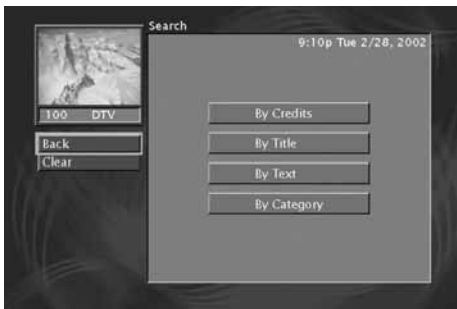 Search
9:10p Tue 2/28, 2002
100 DTV
Back
Clear
By Credits
By Title
By Text
By Category